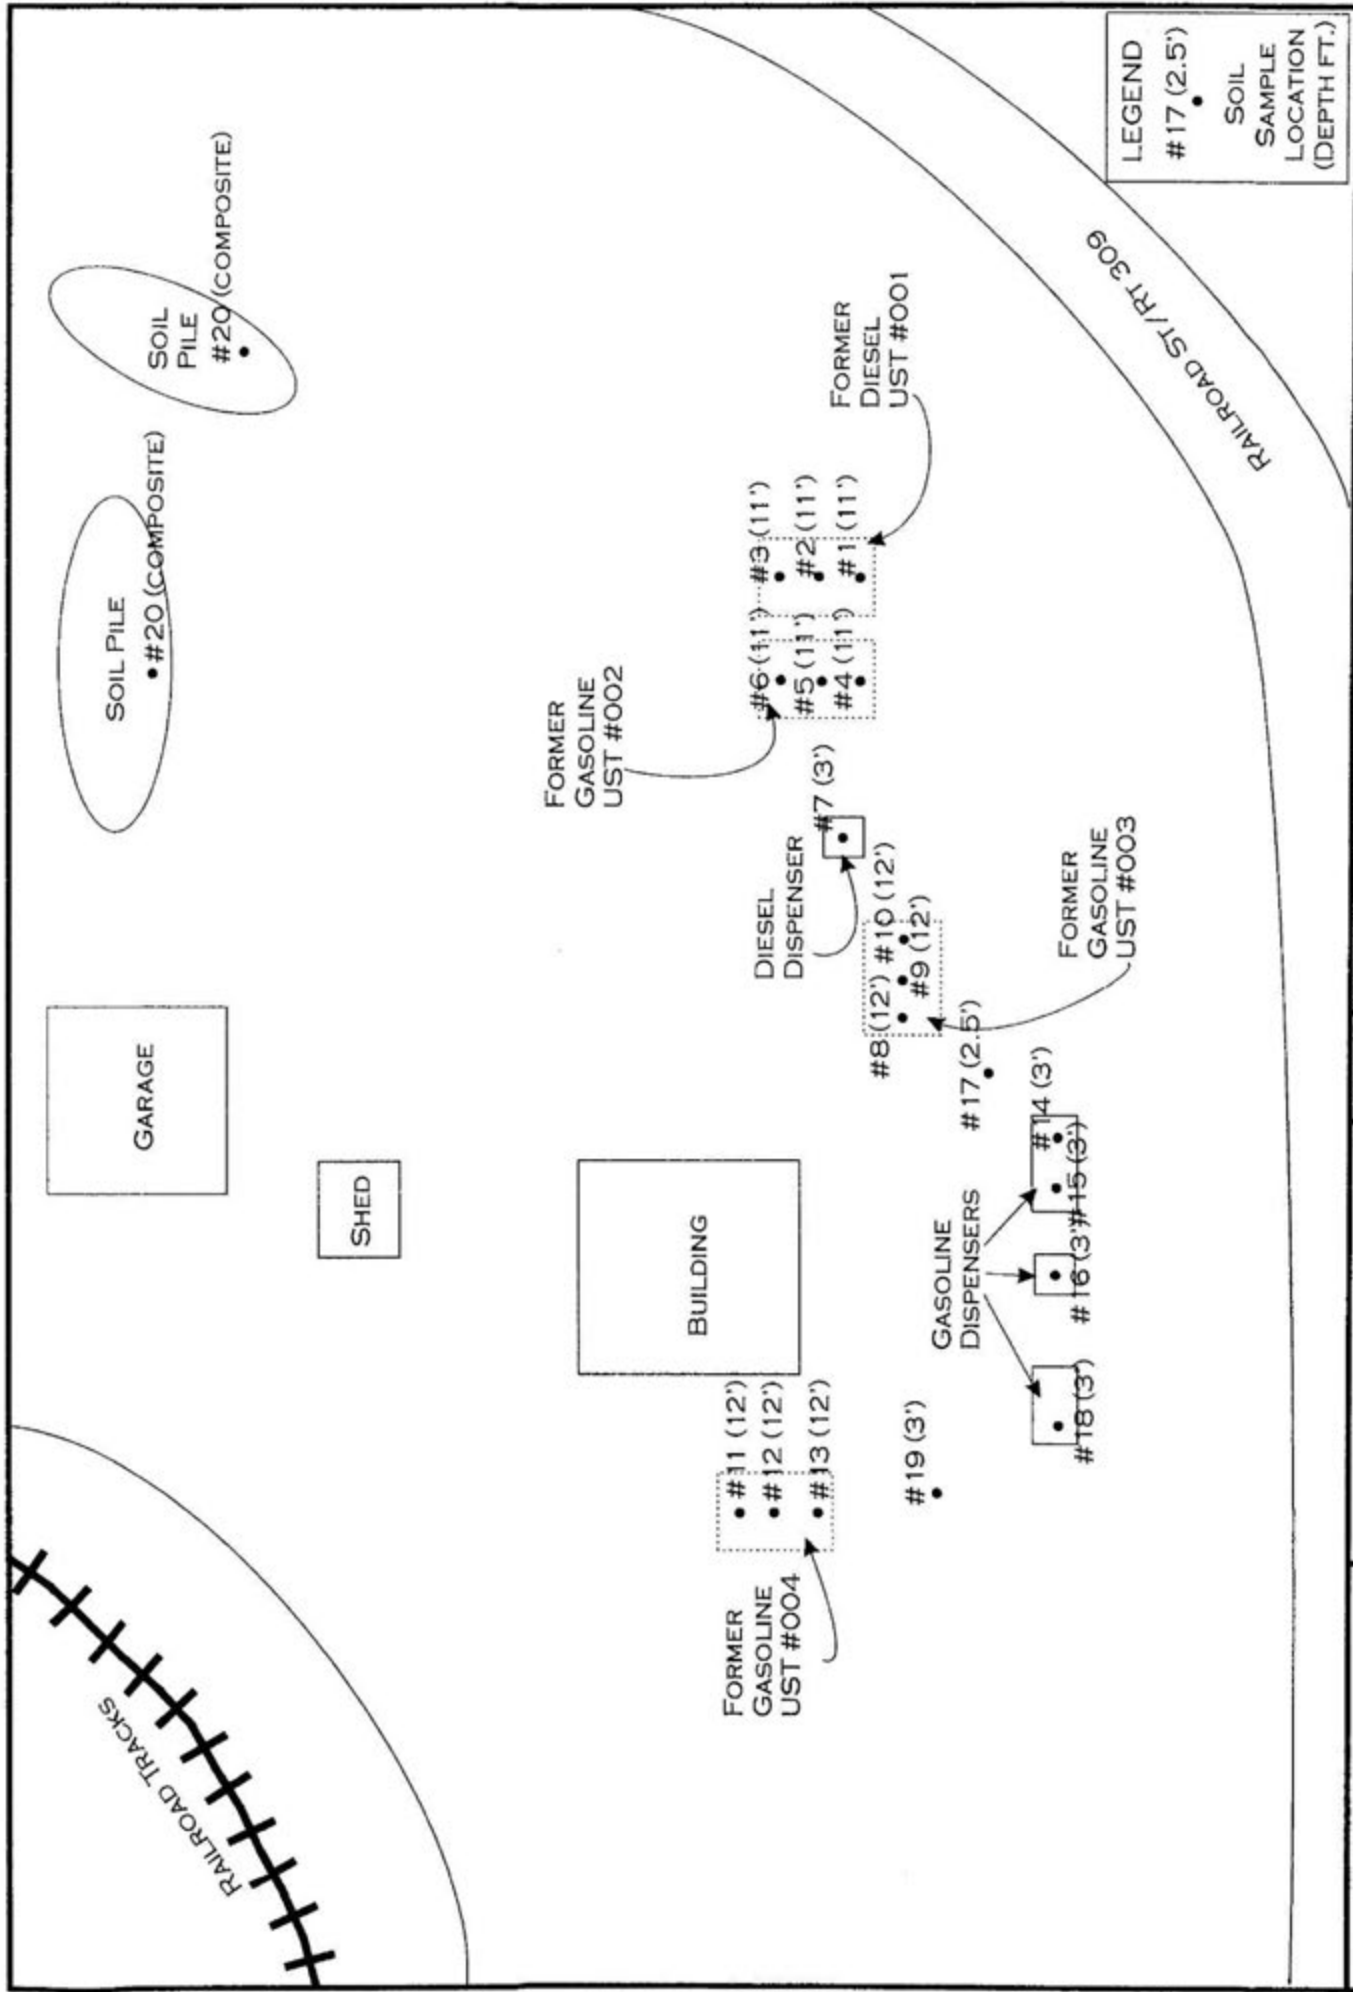 RAILROAD TRACKS
GARAGE
SHED
BUILDING
SOIL PILE
#20 (COMPOSITE)
SOIL
PILE
#20 (COMPOSITE)
FORMER
GASOLINE
UST #002
FORMER
DIESEL
UST #001
#6 (11')
#5 (11')
#4 (11')
#3 (11')
#2 (11')
#1 (11')
DIESEL
DISPENSER
#7 (3')
#8 (12')
#10 (12')
#9 (12')
FORMER
GASOLINE
UST #003
#17 (2.5')
FORMER
GASOLINE
UST #004
#11 (12')
#12 (12')
#13 (12')
#19 (3')
GASOLINE
DISPENSERS
#18 (3')
#16 (3')
#15 (3')
#14 (3')
RAILROAD ST/RT 309
LEGEND
#17 (2.5')
SOIL
SAMPLE
LOCATION
(DEPTH FT.)